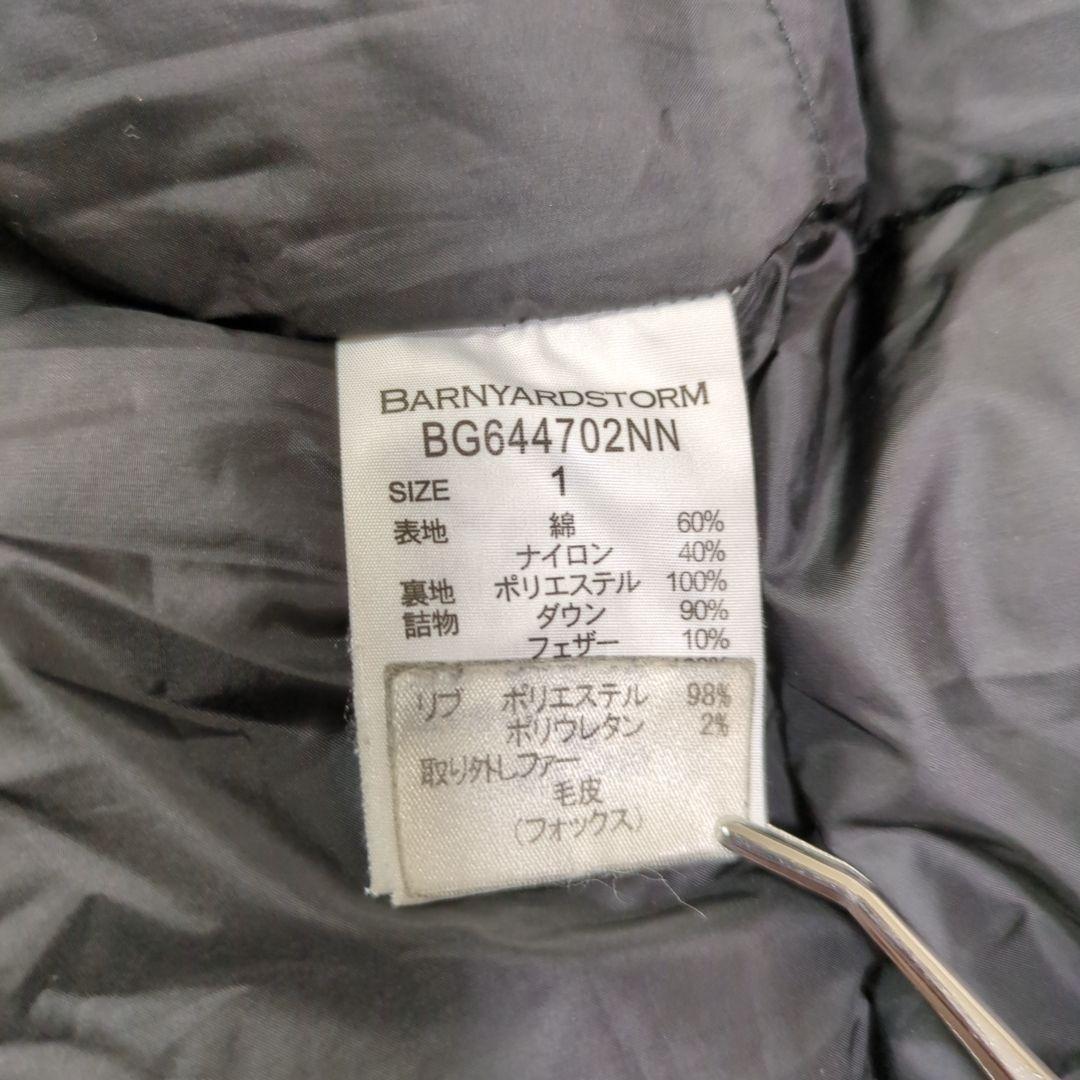 BARNYARDSTORM
BG644702NN
SIZE 1
表地 綿 60%
ナイロン 40%
裏地 ポリエステル 100%
詰物 ダウン 90%
フェザー 10%
リブ ポリエステル 98%
ポリウレタン 2%
取り外しファー
毛皮
(フォックス)